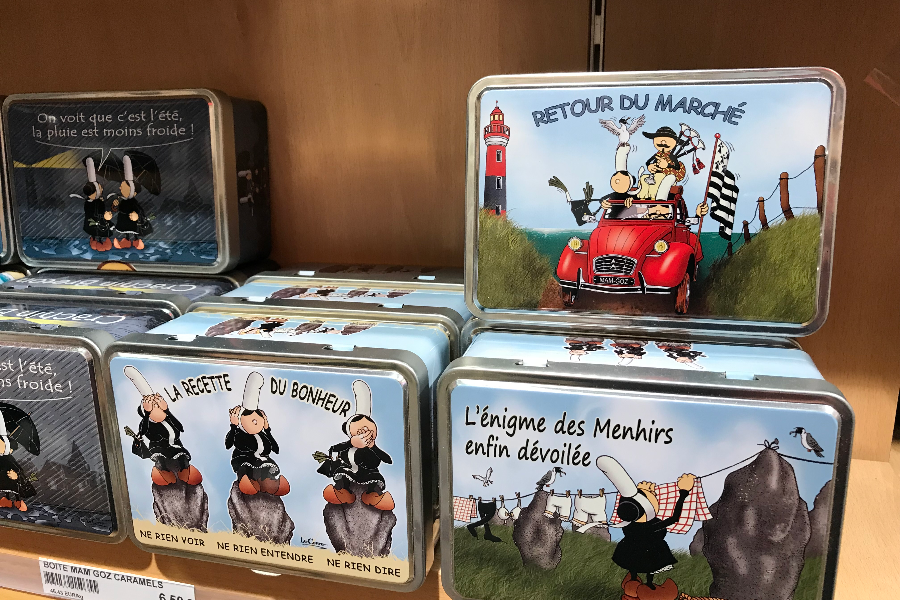 On voit que c'est l'été,
la pluie est moins froide !
RETOUR DU MARCHÉ
MAM-GOZ
st l'été,
ns froide !
LA RECETTE DU BONHEUR
NE RIEN VOIR NE RIEN ENTENDRE NE RIEN DIRE
L'énigme des Menhirs
enfin dévoilée
BOITE MAM GOZ CARAMELS